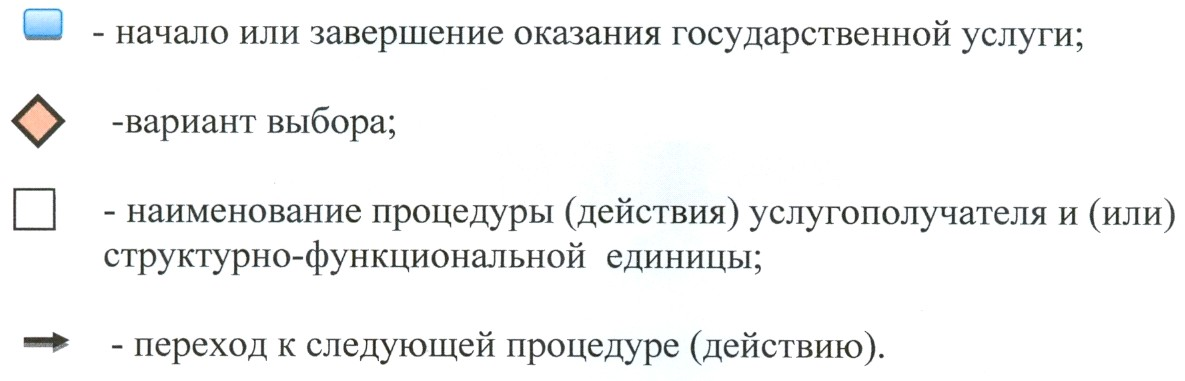 - начало или завершение оказания государственной услуги;
-вариант выбора;
- наименование процедуры (действия) услугополучателя и (или)
структурно-функциональной единицы;
- переход к следующей процедуре (действию).